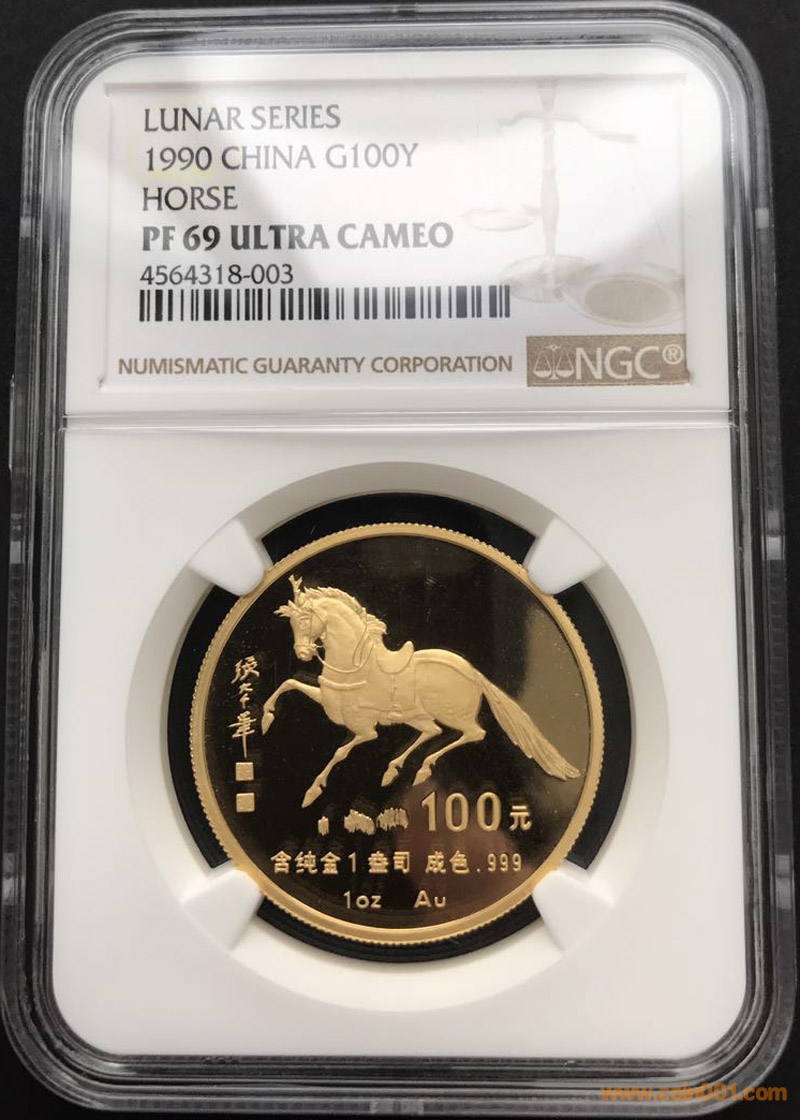 LUNAR SERIES
1990 CHINA G100Y
HORSE
PF 69 ULTRA CAMEO
4564318-003
NUMISMATIC GUARANTY CORPORATION
NGC®
100元
含纯金1盎司 成色.999
1oz Au
www.coin001.com